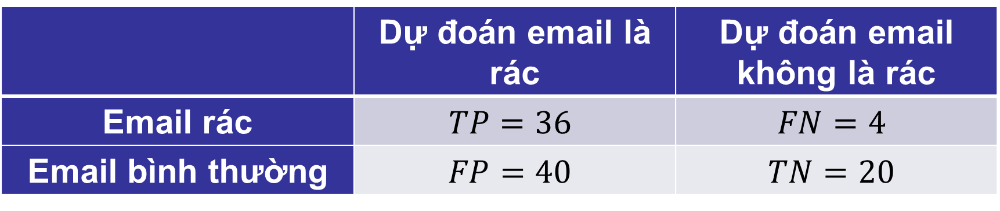 Dự đoán email là
rác
Dự đoán email
không là rác
Email rác
TP = 36
FN = 4
Email bình thường
FP = 40
TN = 20